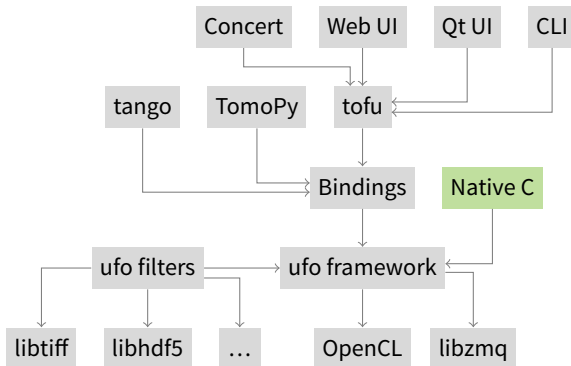 Concert
Web UI
Qt UI
CLI
tango
TomoPy
tofu
Bindings
Native C
ufo filters
ufo framework
libtiff
libhdf5
…
OpenCL
libzmq